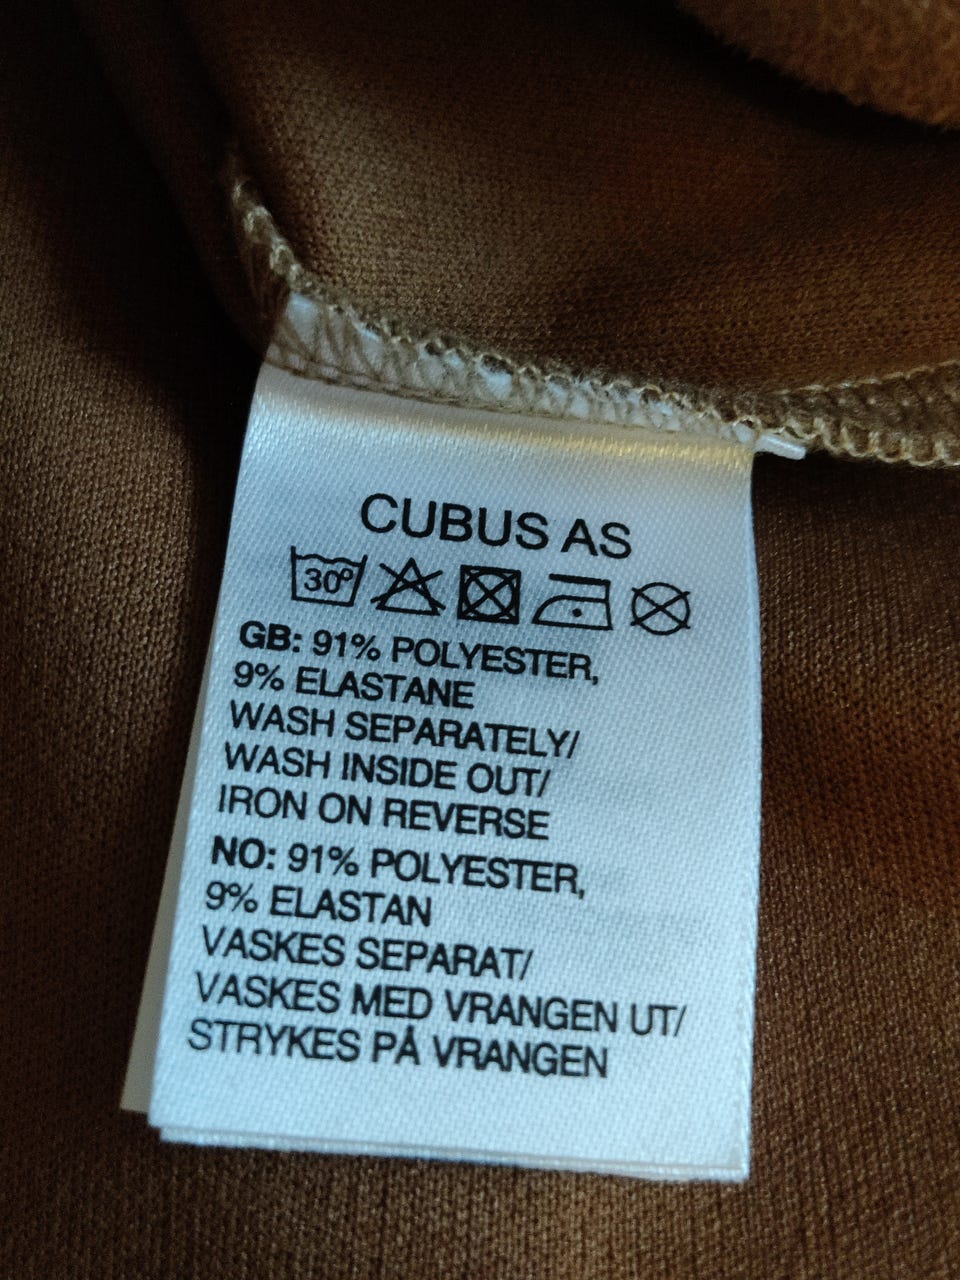 CUBUS AS
30°
GB: 91% POLYESTER,
9% ELASTANE
WASH SEPARATELY/
WASH INSIDE OUT/
IRON ON REVERSE
NO: 91% POLYESTER,
9% ELASTAN
VASKES SEPARAT/
VASKES MED VRANGEN UT/
STRYKES PÅ VRANGEN